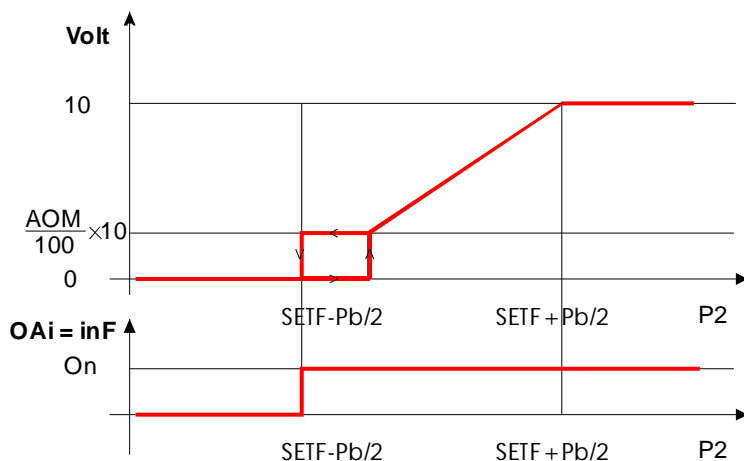 Volt
10
AOM
100 ×10
0
SETF-Pb/2 SETF+Pb/2 P2
OAi = inF
On
SETF-Pb/2 SETF+Pb/2 P2